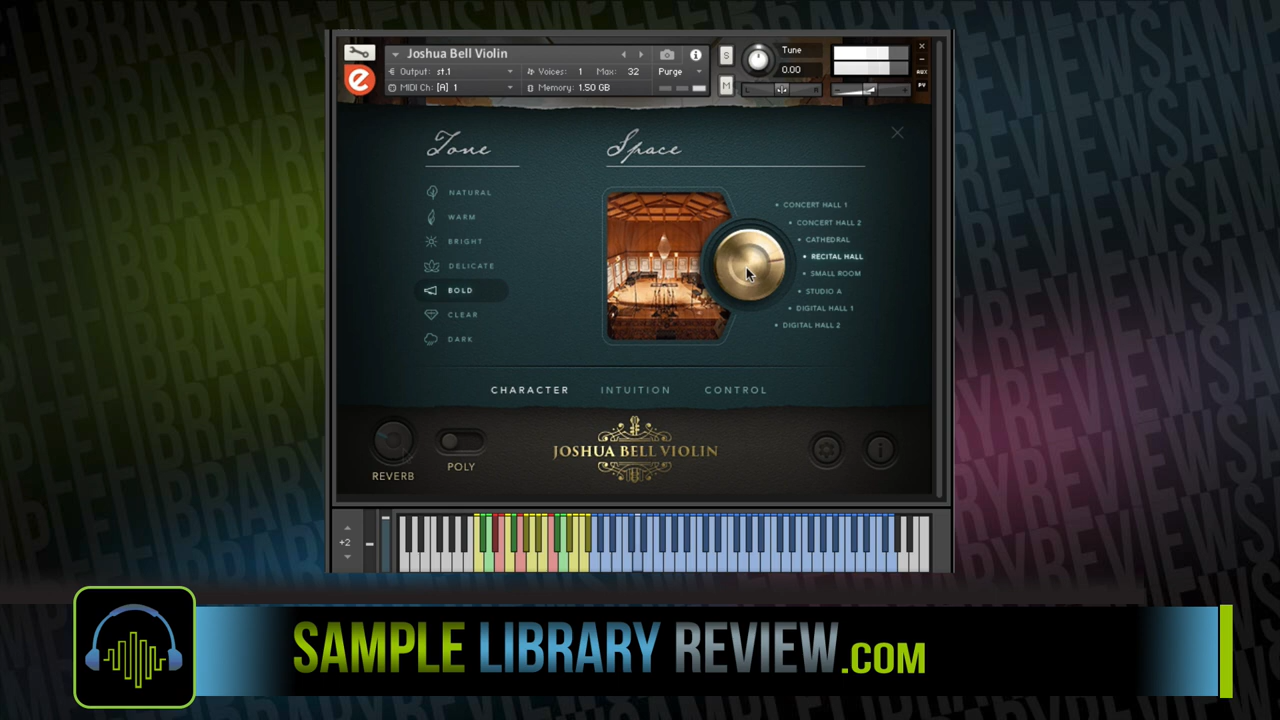 Joshua Bell Violin
S
Tune
Output: st.1
Voices: 1
Max: 32
Purge
0.00
MIDI Ch: [A] 1
Memory: 1.50 GB
M
L
R
AUX
PV
Tone
Space
NATURAL
WARM
BRIGHT
DELICATE
BOLD
CLEAR
DARK
CONCERT HALL 1
CONCERT HALL 2
CATHEDRAL
RECITAL HALL
SMALL ROOM
STUDIO A
DIGITAL HALL 1
DIGITAL HALL 2
CHARACTER
INTUITION
CONTROL
REVERB
POLY
JOSHUA BELL VIOLIN
+2
SAMPLE LIBRARY REVIEW.COM